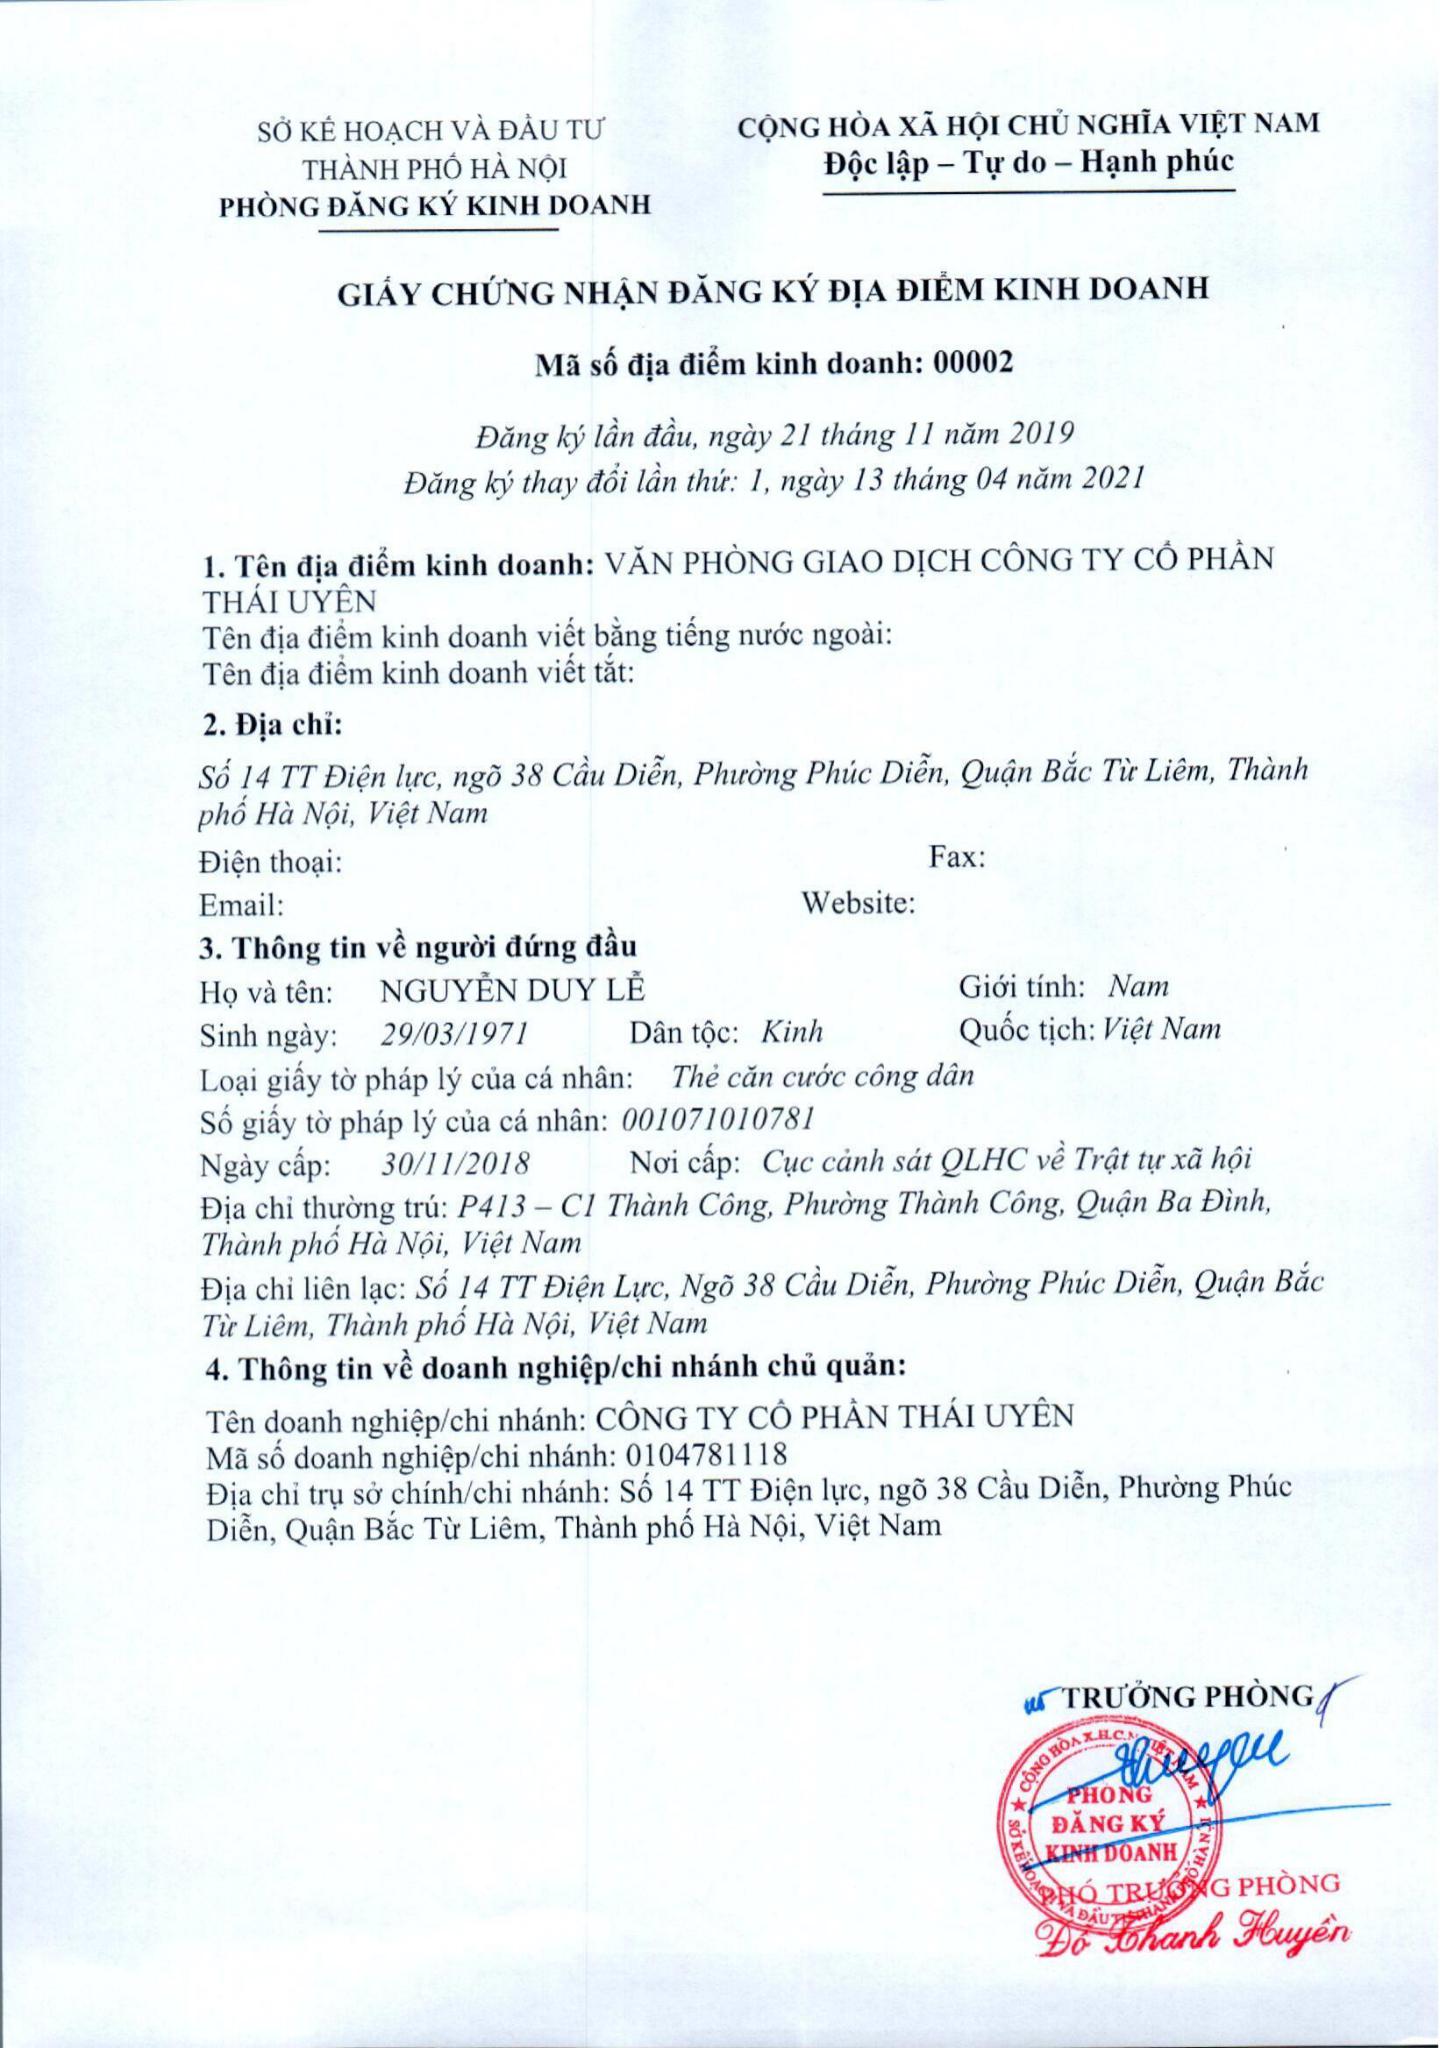 SỞ KẾ HOẠCH VÀ ĐẦU TƯ
THÀNH PHỐ HÀ NỘI
PHÒNG ĐĂNG KÝ KINH DOANH
CỘNG HÒA XÃ HỘI CHỦ NGHĨA VIỆT NAM
Độc lập – Tự do – Hạnh phúc
GIẤY CHỨNG NHẬN ĐĂNG KÝ ĐỊA ĐIỂM KINH DOANH
Mã số địa điểm kinh doanh: 00002
Đăng ký lần đầu, ngày 21 tháng 11 năm 2019
Đăng ký thay đổi lần thứ: 1, ngày 13 tháng 04 năm 2021
1. Tên địa điểm kinh doanh: VĂN PHÒNG GIAO DỊCH CÔNG TY CỔ PHẦN
THÁI UYÊN
Tên địa điểm kinh doanh viết bằng tiếng nước ngoài:
Tên địa điểm kinh doanh viết tắt:
2. Địa chỉ:
Số 14 TT Điện lực, ngõ 38 Cầu Diễn, Phường Phúc Diễn, Quận Bắc Từ Liêm, Thành
phố Hà Nội, Việt Nam
Điện thoại: Fax:
Email: Website:
3. Thông tin về người đứng đầu
Họ và tên: NGUYỄN DUY LỄ Giới tính: Nam
Sinh ngày: 29/03/1971 Dân tộc: Kinh Quốc tịch: Việt Nam
Loại giấy tờ pháp lý của cá nhân: Thẻ căn cước công dân
Số giấy tờ pháp lý của cá nhân: 001071010781
Ngày cấp: 30/11/2018 Nơi cấp: Cục cảnh sát QLHC về Trật tự xã hội
Địa chỉ thường trú: P413 – C1 Thành Công, Phường Thành Công, Quận Ba Đình,
Thành phố Hà Nội, Việt Nam
Địa chỉ liên lạc: Số 14 TT Điện Lực, Ngõ 38 Cầu Diễn, Phường Phúc Diễn, Quận Bắc
Từ Liêm, Thành phố Hà Nội, Việt Nam
4. Thông tin về doanh nghiệp/chi nhánh chủ quản:
Tên doanh nghiệp/chi nhánh: CÔNG TY CỔ PHẦN THÁI UYÊN
Mã số doanh nghiệp/chi nhánh: 0104781118
Địa chỉ trụ sở chính/chi nhánh: Số 14 TT Điện lực, ngõ 38 Cầu Diễn, Phường Phúc
Diễn, Quận Bắc Từ Liêm, Thành phố Hà Nội, Việt Nam
TRƯỞNG PHÒNG
CỘNG HÒA X.H.C.N VIỆT NAM
PHÒNG
ĐĂNG KÝ
KINH DOANH
SỞ KẾ HOẠCH VÀ ĐẦU TƯ THÀNH PHỐ HÀ NỘI
PHÓ TRƯỞNG PHÒNG
Đỗ Thanh Huyền